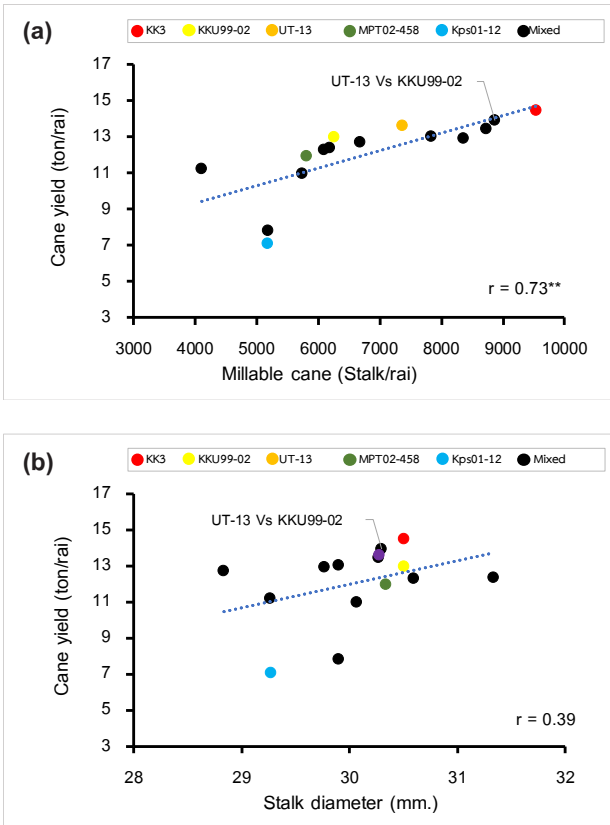 (a)
KK3 KKU99-02 UT-13 MPT02-458 Kps01-12 Mixed
17
15
13
11
9
7
5
3
Cane yield (ton/rai)
UT-13 Vs KKU99-02
r = 0.73**
3000 4000 5000 6000 7000 8000 9000 10000
Millable cane (Stalk/rai)
(b)
KK3 KKU99-02 UT-13 MPT02-458 Kps01-12 Mixed
17
15
13
11
9
7
5
3
Cane yield (ton/rai)
UT-13 Vs KKU99-02
r = 0.39
28 29 30 31 32
Stalk diameter (mm.)